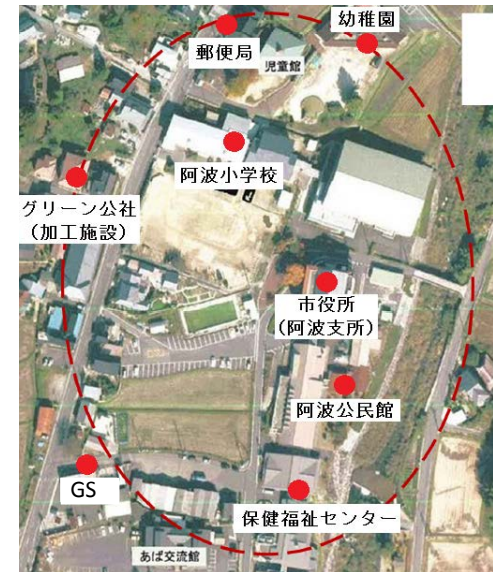 幼稚園
郵便局
児童館
阿波小学校
グリーン公社
（加工施設）
市役所
（阿波支所）
阿波公民館
GS
保健福祉センター
あば交流館